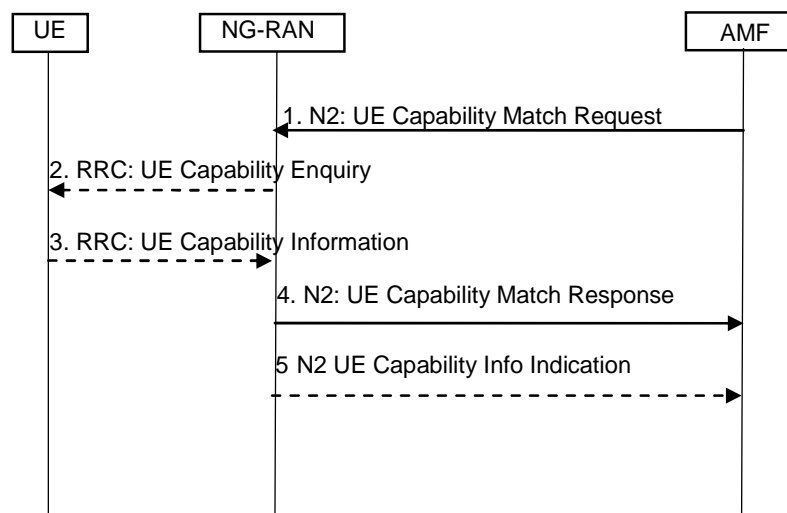 UE
NG-RAN
AMF
1. N2: UE Capability Match Request
2. RRC: UE Capability Enquiry
3. RRC: UE Capability Information
4. N2: UE Capability Match Response
5 N2 UE Capability Info Indication